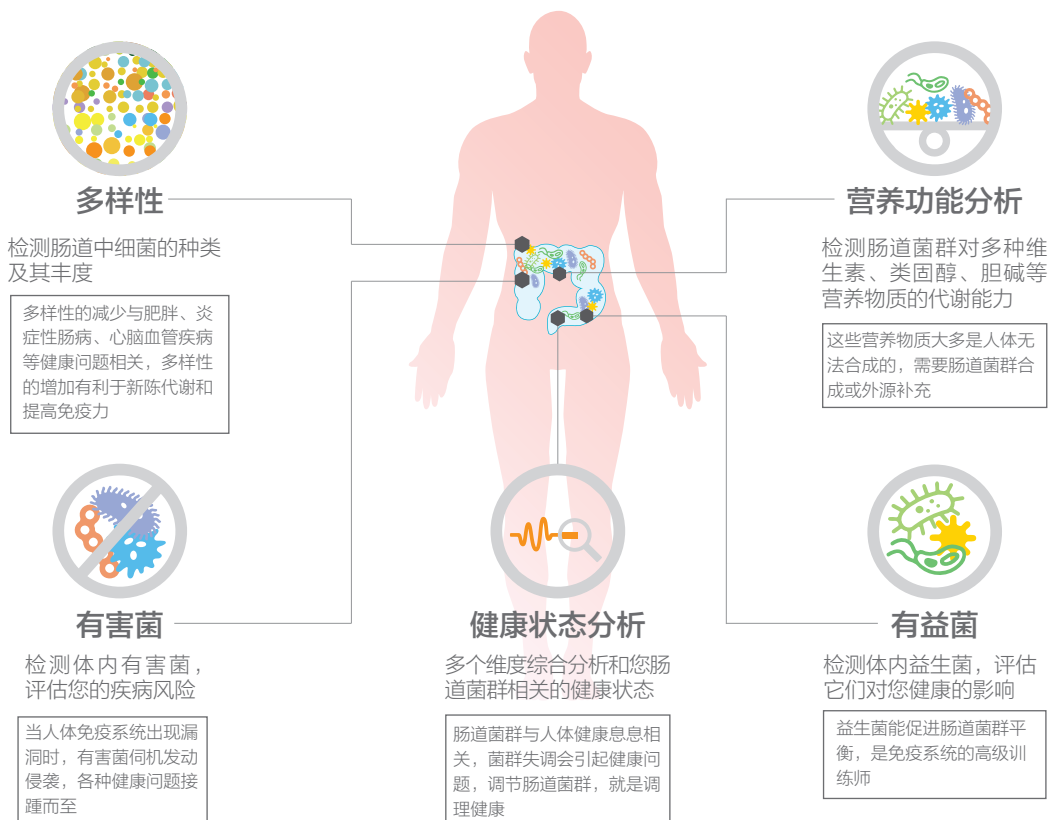 多样性
检测肠道中细菌的种类
及其丰度
多样性的减少与肥胖、炎
症性肠病、心脑血管疾病
等健康问题相关，多样性
的增加有利于新陈代谢和
提高免疫力
营养功能分析
检测肠道菌群对多种维
生素、类固醇、胆碱等
营养物质的代谢能力
这些营养物质大多是人体无
法合成的，需要肠道菌群合
成或外源补充
有害菌
检测体内有害菌，
评估您的疾病风险
当人体免疫系统出现漏
洞时，有害菌伺机发动
侵袭，各种健康问题接
踵而至
健康状态分析
多个维度综合分析和您肠
道菌群相关的健康状态
肠道菌群与人体健康息息相
关，菌群失调会引起健康问
题，调节肠道菌群，就是调
理健康
有益菌
检测体内益生菌，评估
它们对您健康的影响
益生菌能促进肠道菌群平
衡，是免疫系统的高级训
练师